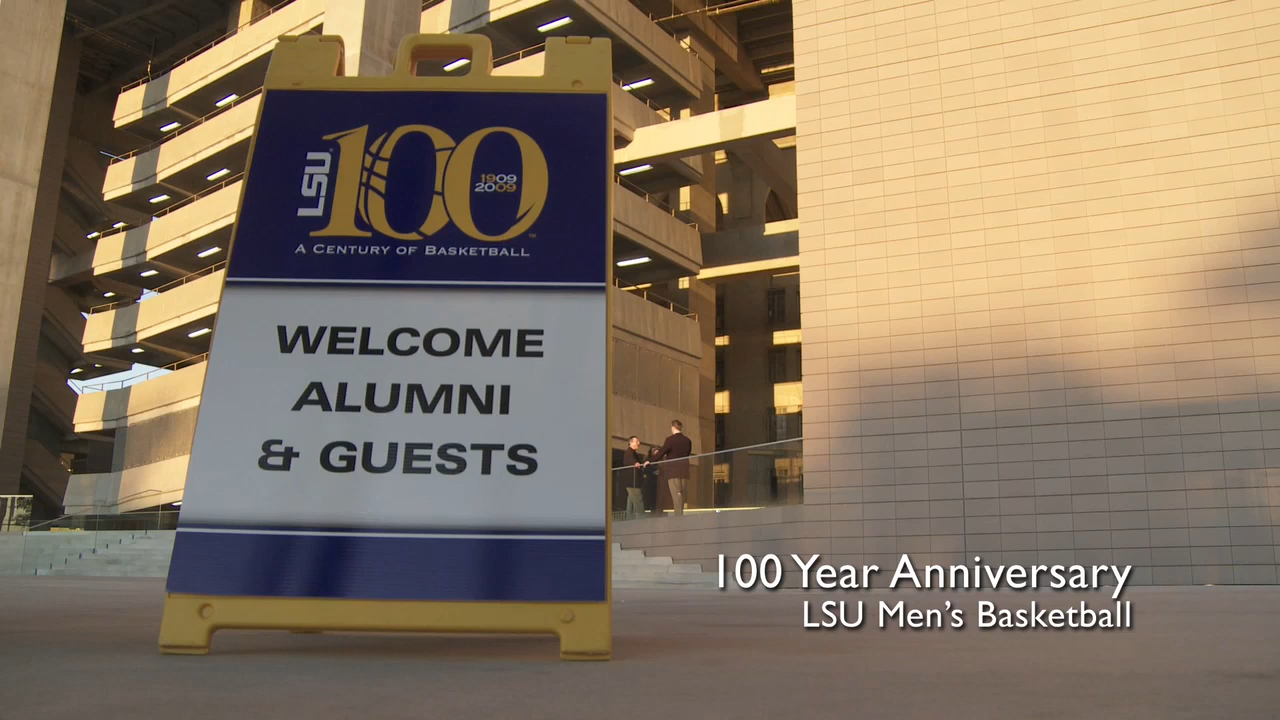 LSU
100
1909
2009
A CENTURY OF BASKETBALL
WELCOME
ALUMNI
& GUESTS
100 Year Anniversary
LSU Men's Basketball